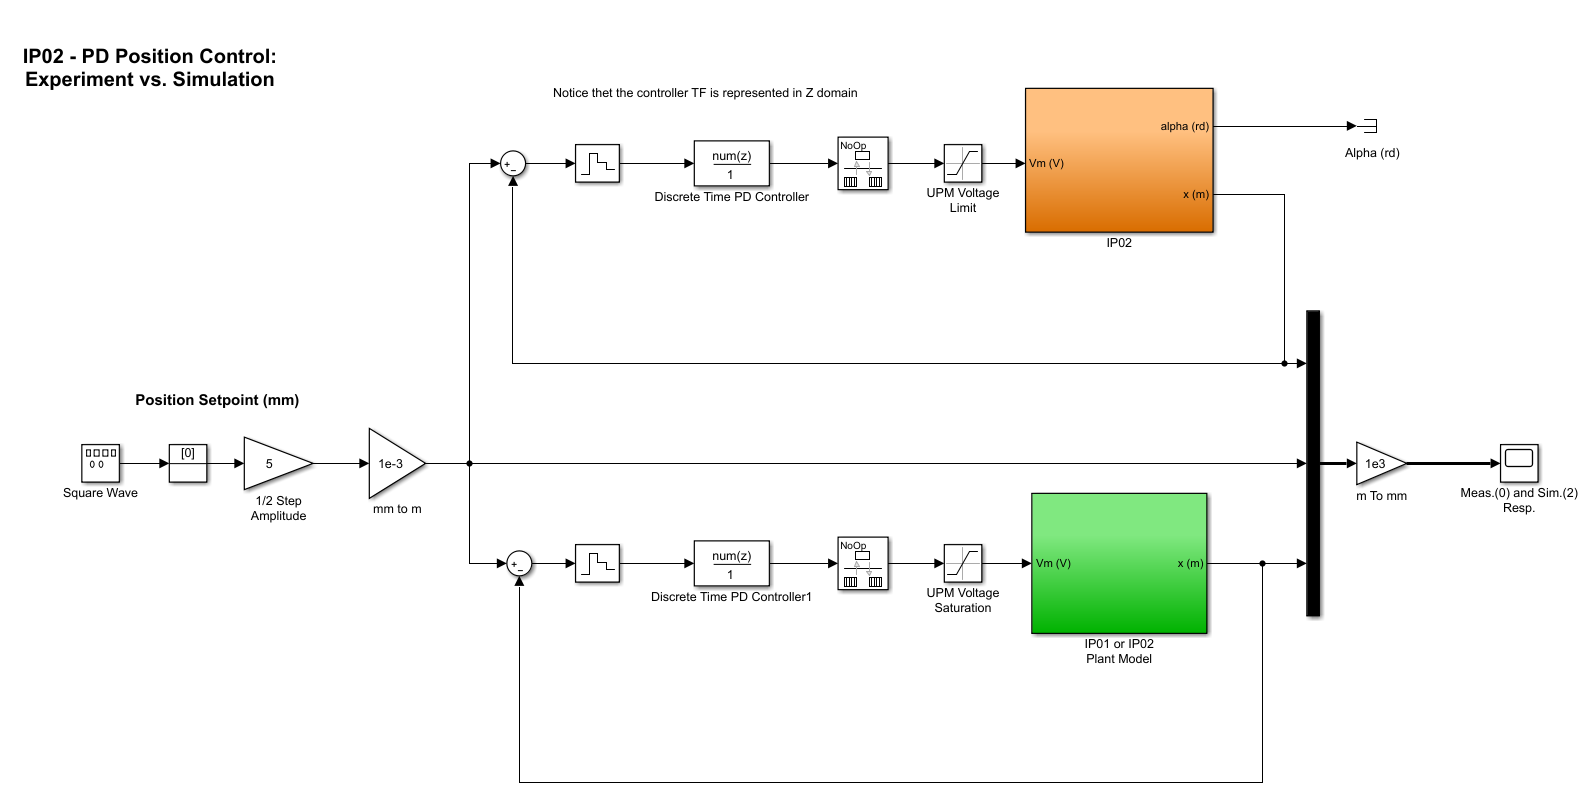 IP02 - PD Position Control:
Experiment vs. Simulation
Notice thet the controller TF is represented in Z domain
alpha (rd)
Alpha (rd)
+
−
num(z)
1
Discrete Time PD Controller
NoOp
UPM Voltage
Limit
Vm (V)
x (m)
IP02
Position Setpoint (mm)
Square Wave
[0]
5
1/2 Step
Amplitude
1e-3
mm to m
1e3
m To mm
Meas.(0) and Sim.(2)
Resp.
+
−
num(z)
1
Discrete Time PD Controller1
NoOp
UPM Voltage
Saturation
Vm (V)
x (m)
IP01 or IP02
Plant Model